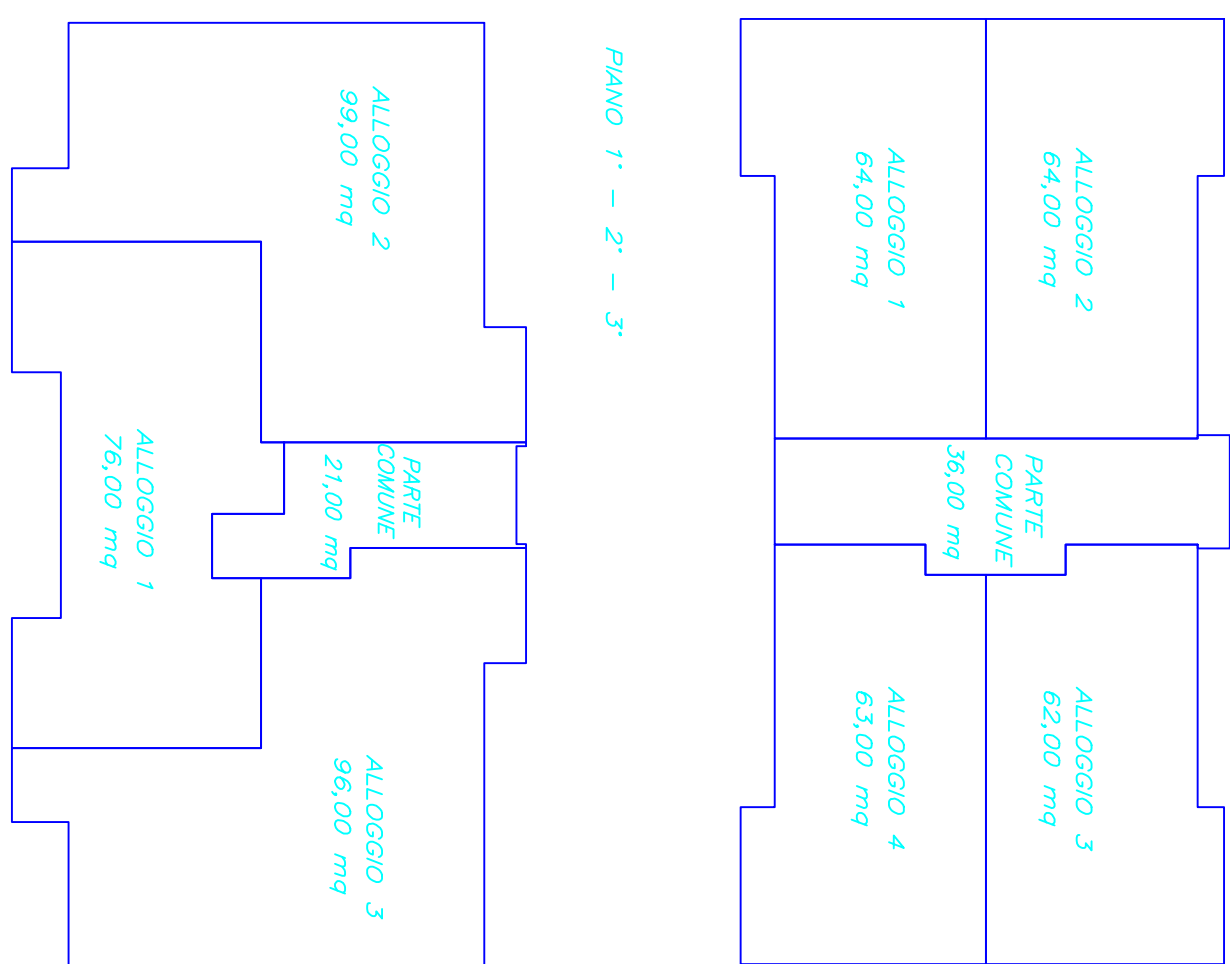 ALLOGGIO 2
64,00 mq
ALLOGGIO 3
62,00 mq
PARTE
COMUNE
36,00 mq
ALLOGGIO 1
64,00 mq
ALLOGGIO 4
63,00 mq
PIANO 1° - 2° - 3°
ALLOGGIO 2
99,00 mq
PARTE
COMUNE
21,00 mq
ALLOGGIO 3
96,00 mq
ALLOGGIO 1
76,00 mq